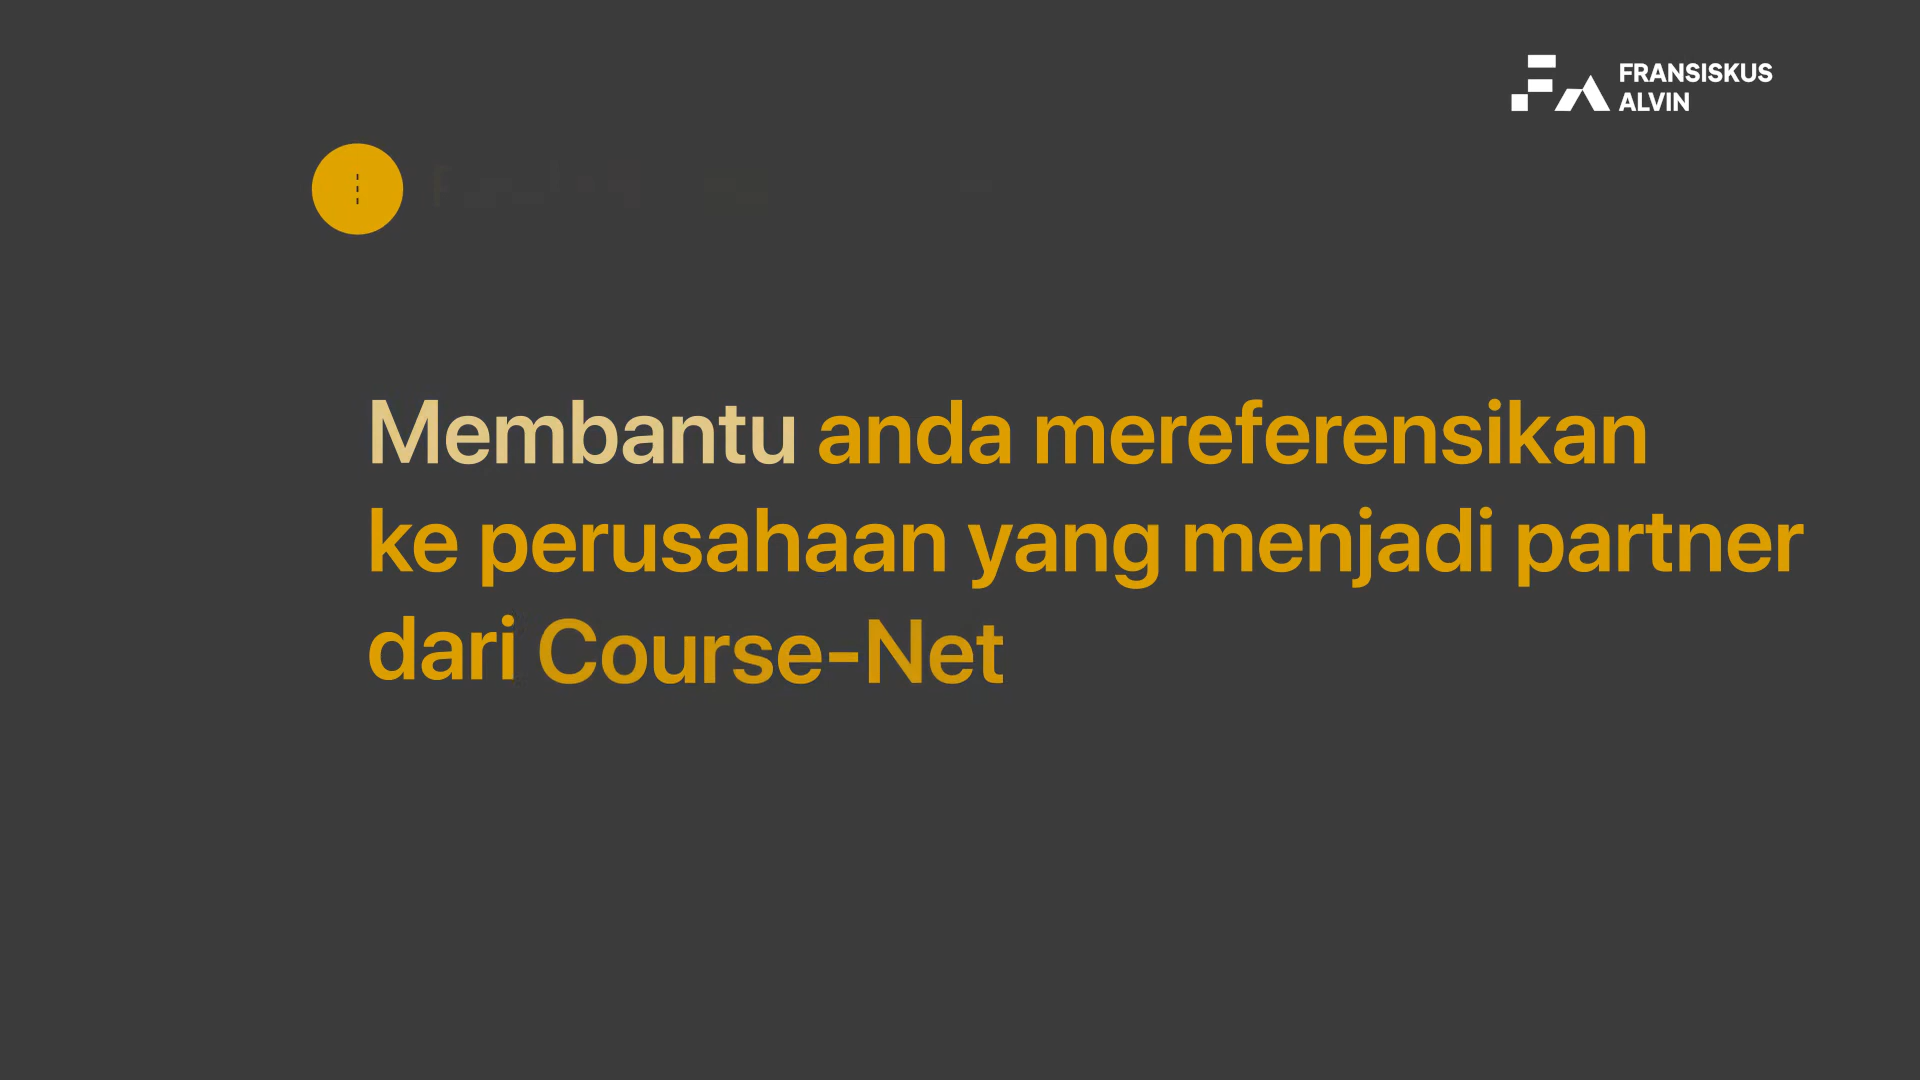 FRANSISKUS
ALVIN
Membantu anda mereferensikan
ke perusahaan yang menjadi partner
dari Course-Net